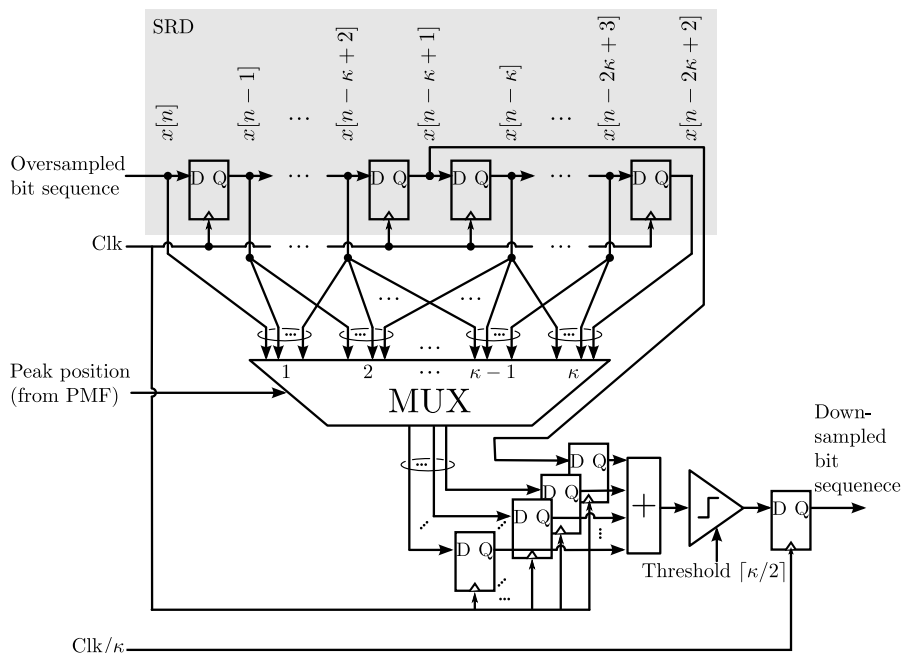 SRD
x[n]
x[n − 1]
...
x[n − κ + 2]
x[n − κ + 1]
x[n − κ]
...
x[n − 2κ + 3]
x[n − 2κ + 2]
Oversampled
bit sequence
D Q
...
D Q
D Q
...
D Q
Clk
...
...
... ...
... ... ... ...
...
Peak position
(from PMF)
1 2 ... κ − 1 κ
MUX
...
D Q
D Q
D Q
D Q
...
...
...
...
+
Down-
sampled
bit
sequenece
D Q
Threshold ⌈κ/2⌉
Clk/κ